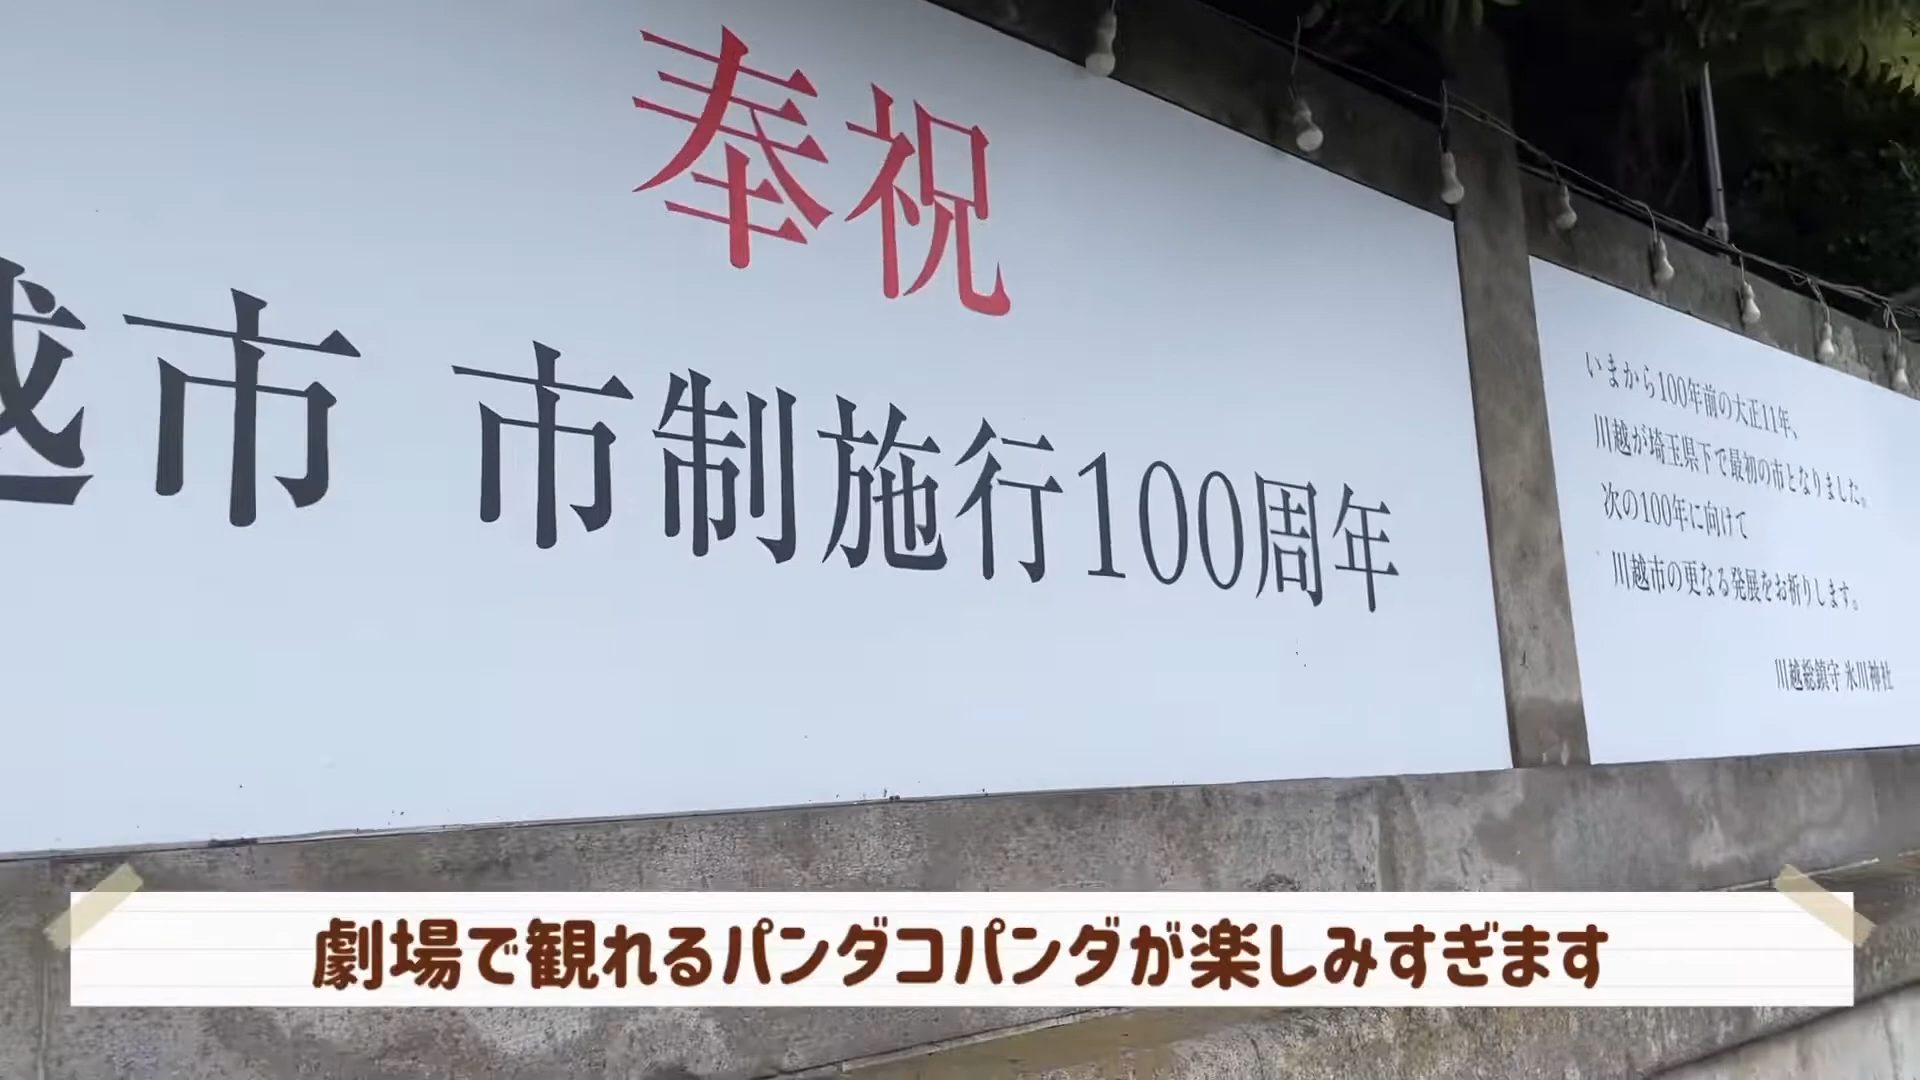 奉祝
越市 市制施行100周年
いまから100年前の大正11年、
川越が埼玉県下で最初の市となりました。
次の100年に向けて
川越市の更なる発展をお祈りします。
川越総鎮守 氷川神社
劇場で観れるパンダコパンダが楽しみすぎます